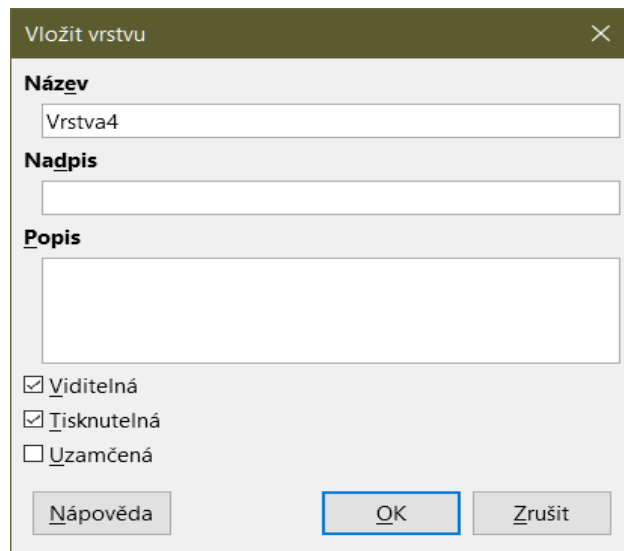 Vložit vrstvu
Název
Vrstva4
Nadpis
Popis
Viditelná
Tisknutelná
Uzamčená
Nápověda OK Zrušit